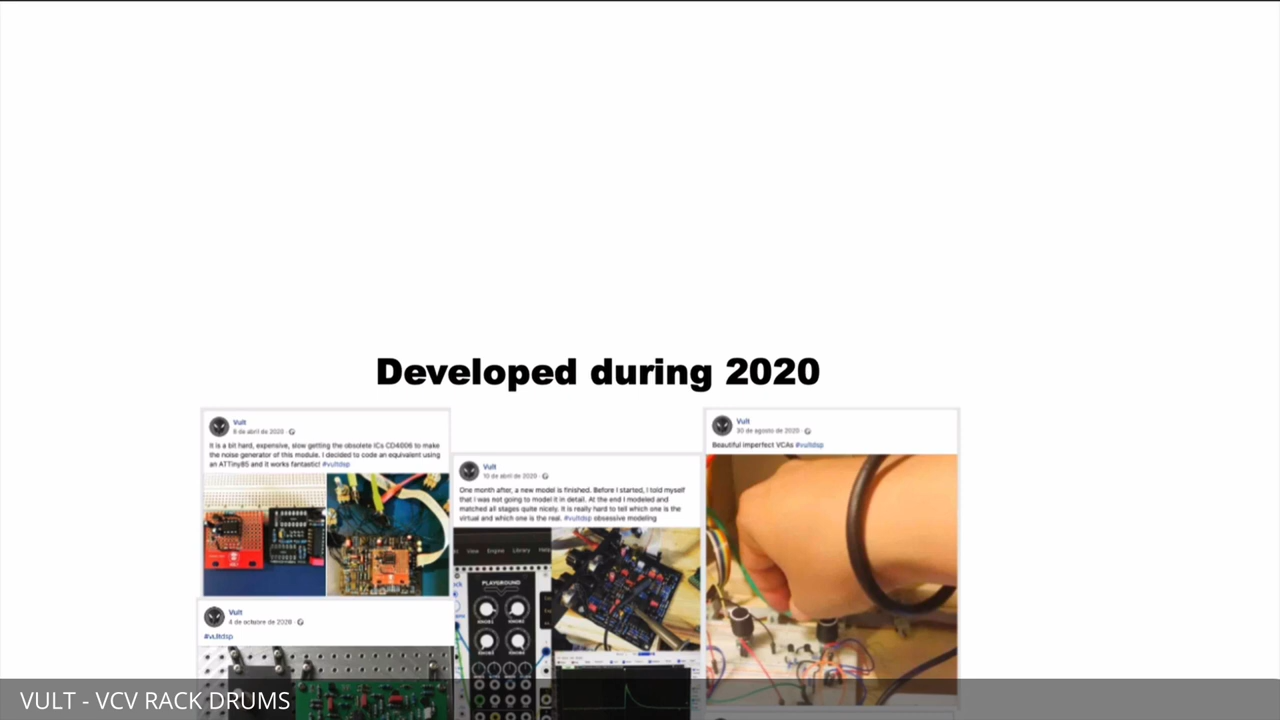 Developed during 2020
Vult
8 de abril de 2020
It is a bit hard, expensive, slow getting the obsolete ICs CD4006 to make
the noise generator of this module. I decided to code an equivalent using
an ATTiny85 and it works fantastic! #vultdsp
Vult
10 de abril de 2020
One month after, a new model is finished. Before I started, I told myself
that I was not going to model it in detail. At the end I modeled and
matched all stages quite nicely. It is really hard to tell which one is the
virtual and which one is the real. #vultdsp obsessive modeling
View Engine Library
PLAYGROUND
Vult
30 de agosto de 2020
Beautiful imperfect VCAs #vultdsp
Vult
4 de octubre de 2020
#vultdsp
VULT - VCV RACK DRUMS